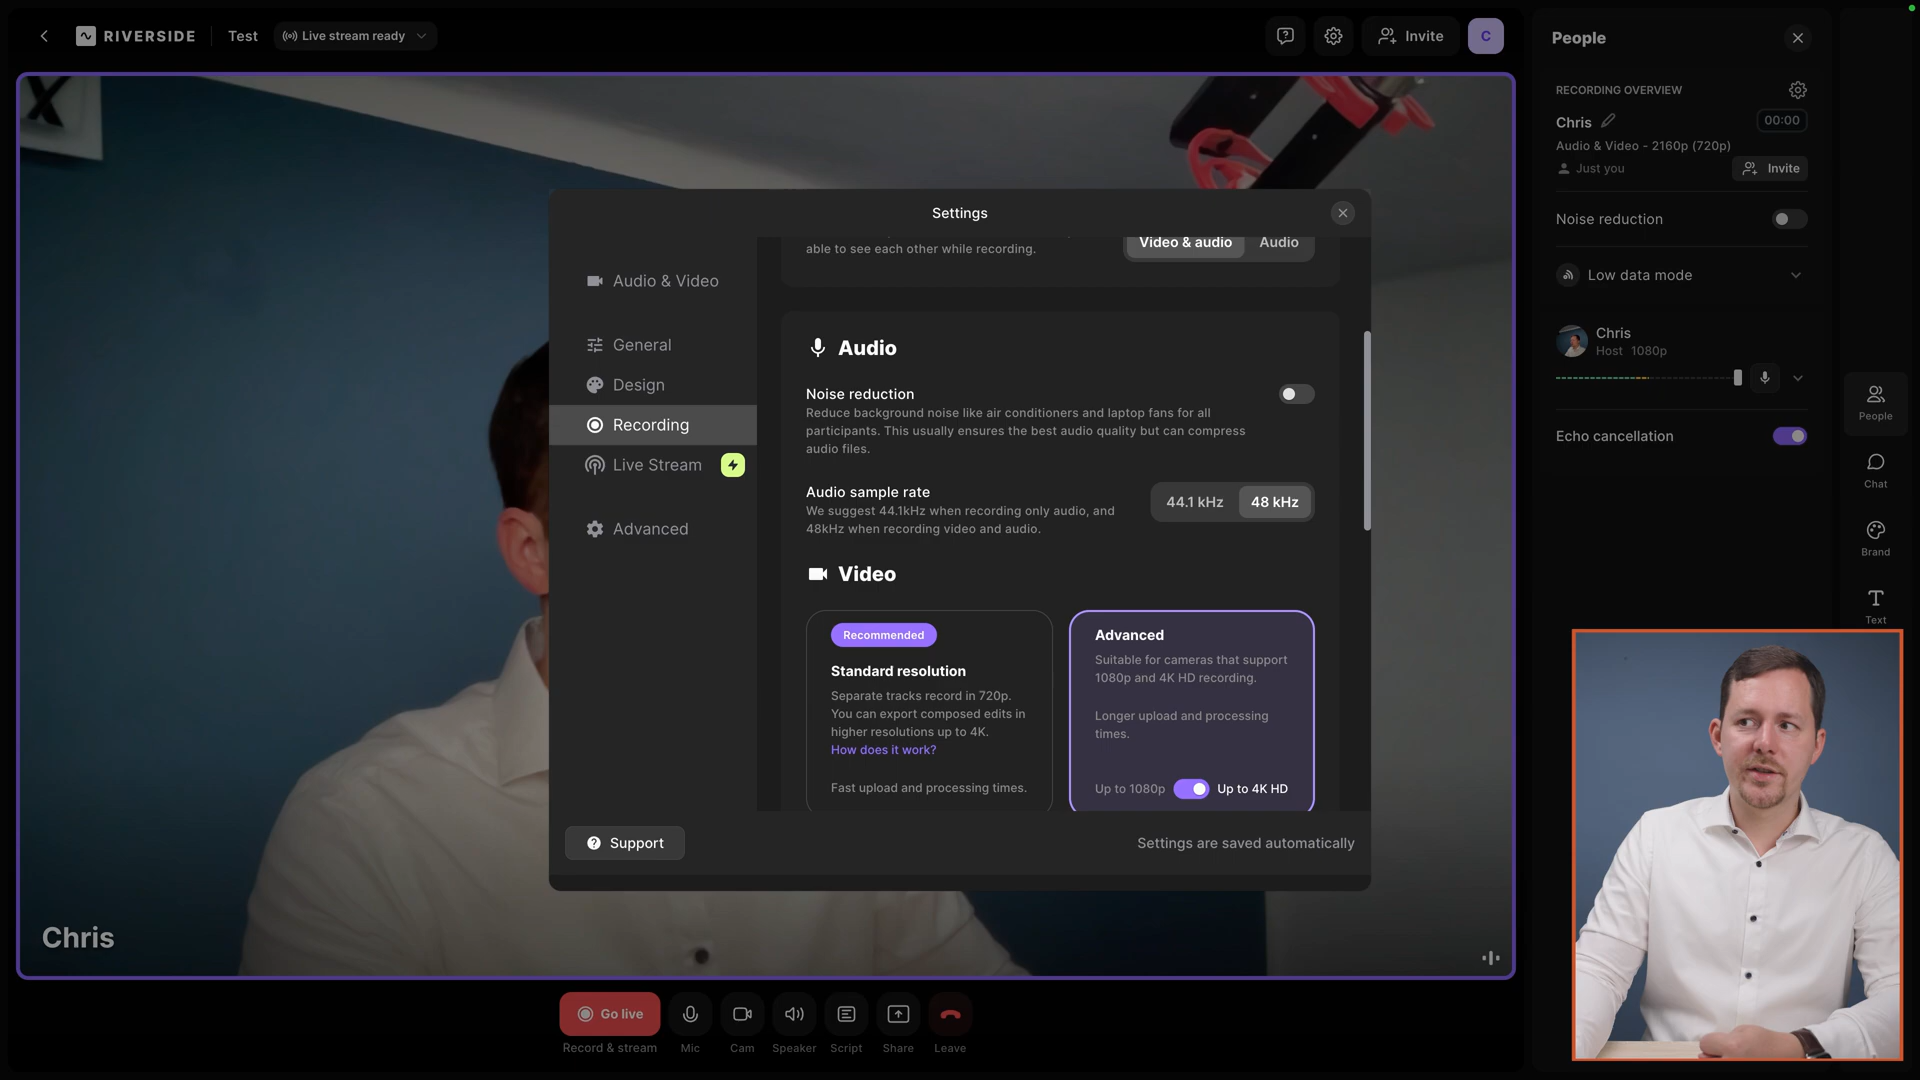 RIVERSIDE
Test
Live stream ready
Invite
C
People
RECORDING OVERVIEW
Chris
00:00
Audio & Video - 2160p (720p)
Just you
Invite
Noise reduction
Low data mode
Chris
Host 1080p
Echo cancellation
People
Chat
Brand
Text
Settings
Audio & Video
General
Design
Recording
Live Stream
Advanced
able to see each other while recording.
Video & audio
Audio
Audio
Noise reduction
Reduce background noise like air conditioners and laptop fans for all
participants. This usually ensures the best audio quality but can compress
audio files.
Audio sample rate
We suggest 44.1kHz when recording only audio, and
48kHz when recording video and audio.
44.1 kHz
48 kHz
Video
Recommended
Standard resolution
Separate tracks record in 720p.
You can export composed edits in
higher resolutions up to 4K.
How does it work?
Fast upload and processing times.
Advanced
Suitable for cameras that support
1080p and 4K HD recording.
Longer upload and processing
times.
Up to 1080p
Up to 4K HD
Support
Settings are saved automatically
Chris
Go live
Record & stream
Mic
Cam
Speaker
Script
Share
Leave